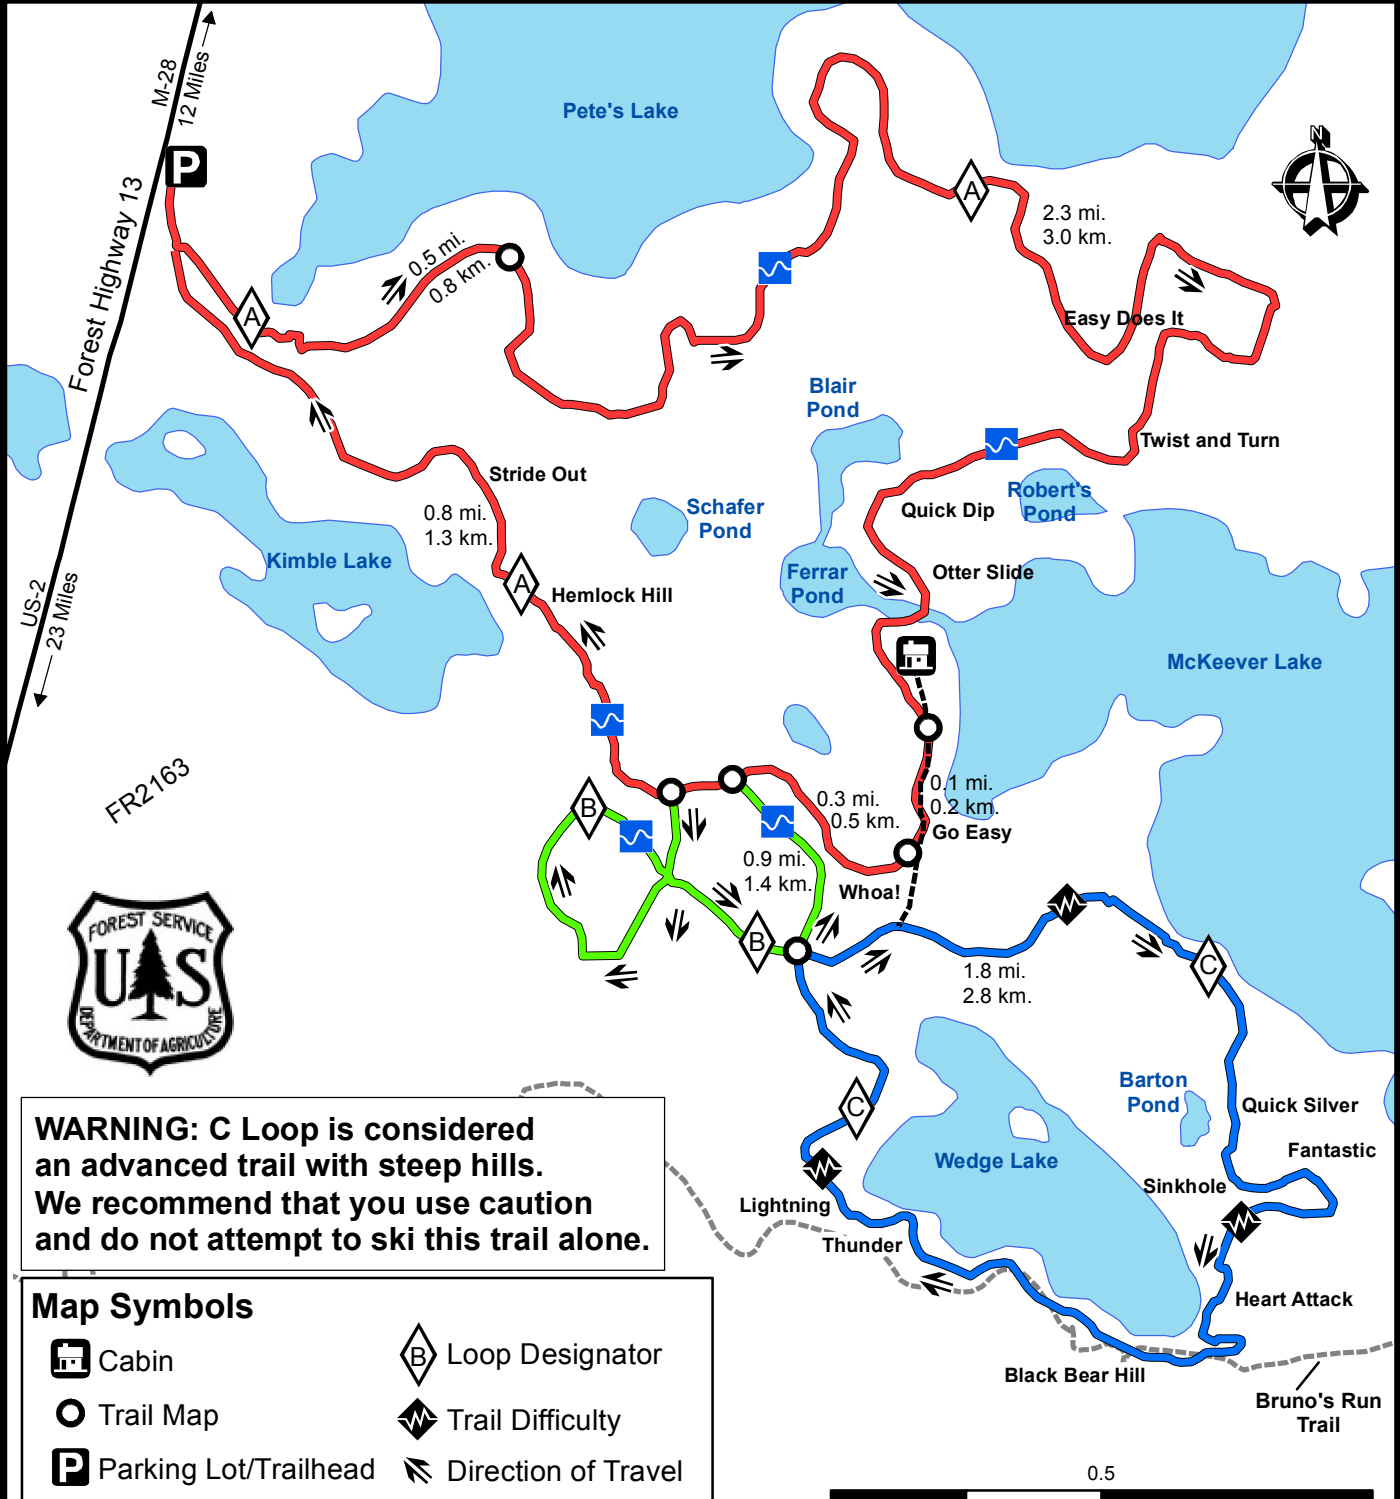 M-28
12 Miles
P
Forest Highway 13
US-2
23 Miles
FR2163
Pete's Lake
N
A
2.3 mi.
3.0 km.
0.5 mi.
0.8 km.
A
Easy Does It
Blair
Pond
Twist and Turn
Stride Out
Robert's
Pond
Quick Dip
Schafer
Pond
0.8 mi.
1.3 km.
Kimble Lake
Ferrar
Pond
Otter Slide
A
Hemlock Hill
McKeever Lake
0.1 mi.
0.2 km.
Go Easy
0.3 mi.
0.5 km.
B
0.9 mi.
1.4 km.
Whoa!
B
1.8 mi.
2.8 km.
C
FOREST SERVICE
UAS
DEPARTMENT OF AGRICULTURE
Barton
Pond
Quick Silver
C
Fantastic
Wedge Lake
Sinkhole
Lightning
Thunder
Heart Attack
Black Bear Hill
Bruno's Run
Trail
WARNING: C Loop is considered
an advanced trail with steep hills.
We recommend that you use caution
and do not attempt to ski this trail alone.
Map Symbols
Cabin
B Loop Designator
Trail Map
Trail Difficulty
P Parking Lot/Trailhead
Direction of Travel
0.5